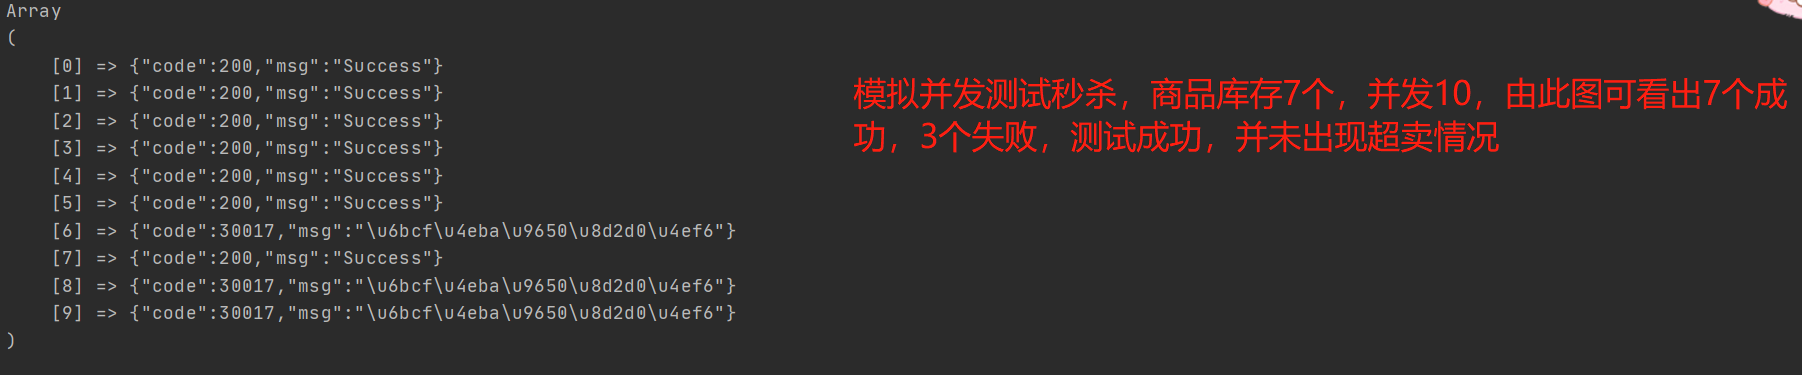 Array
(
[0] => {"code":200,"msg":"Success"}
[1] => {"code":200,"msg":"Success"}
[2] => {"code":200,"msg":"Success"}
[3] => {"code":200,"msg":"Success"}
[4] => {"code":200,"msg":"Success"}
[5] => {"code":200,"msg":"Success"}
[6] => {"code":30017,"msg":"\u6bcf\u4eba\u9650\u8d2d0\u4ef6"}
[7] => {"code":200,"msg":"Success"}
[8] => {"code":30017,"msg":"\u6bcf\u4eba\u9650\u8d2d0\u4ef6"}
[9] => {"code":30017,"msg":"\u6bcf\u4eba\u9650\u8d2d0\u4ef6"}
)
模拟并发测试秒杀，商品库存7个，并发10，由此图可看出7个成
功，3个失败，测试成功，并未出现超卖情况